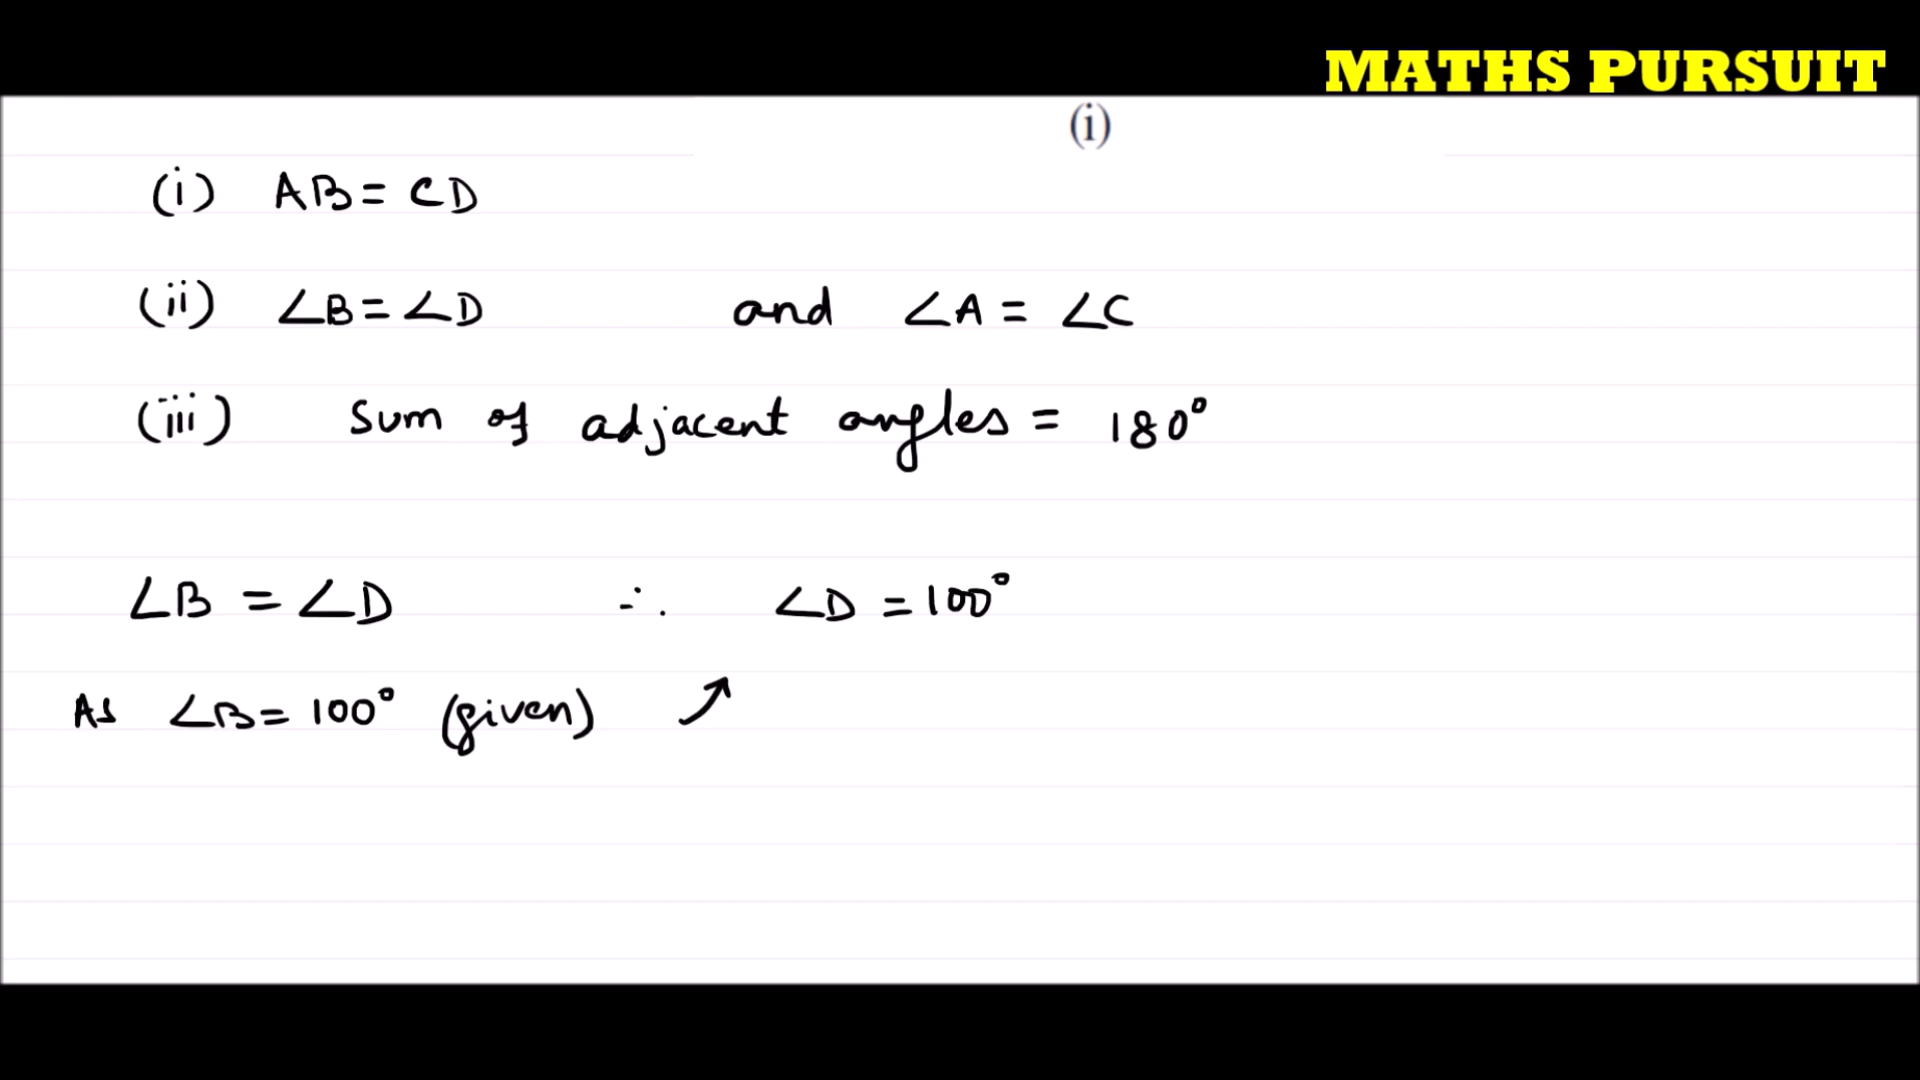 MATHS PURSUIT
(i)
(i) AB = CD
(ii) ∠B = ∠D and ∠A = ∠C
(iii) Sum of adjacent angles = 180°
∠B = ∠D ∴ ∠D = 100°
As ∠B = 100° (given) ↗